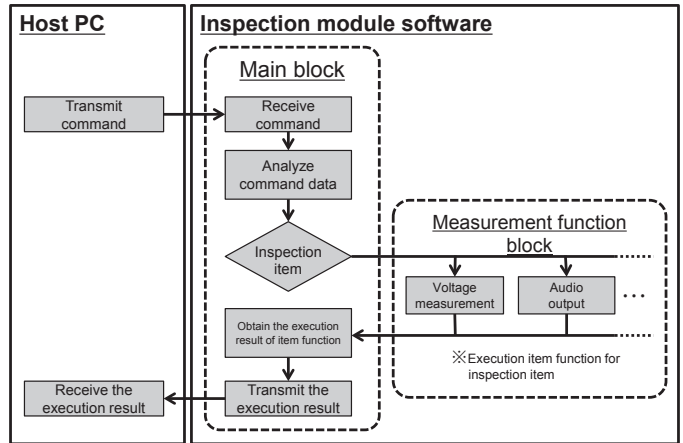 Host PC
Inspection module software
Main block
Transmit
command
Receive
command
Analyze
command data
Inspection
item
Measurement function
block
Voltage
measurement
Audio
output
...
Obtain the execution
result of item function
※Execution item function for
inspection item
Transmit the
execution result
Receive the
execution result